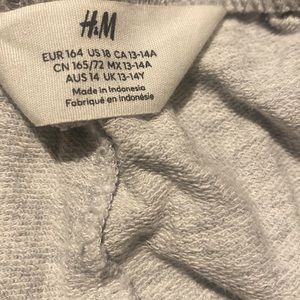 H&M
EUR 164 US 18 CA 13-14A
CN 165/72 MX 13-14A
AUS 14 UK 13-14Y
Made in Indonesia
Fabriqué en Indonésie